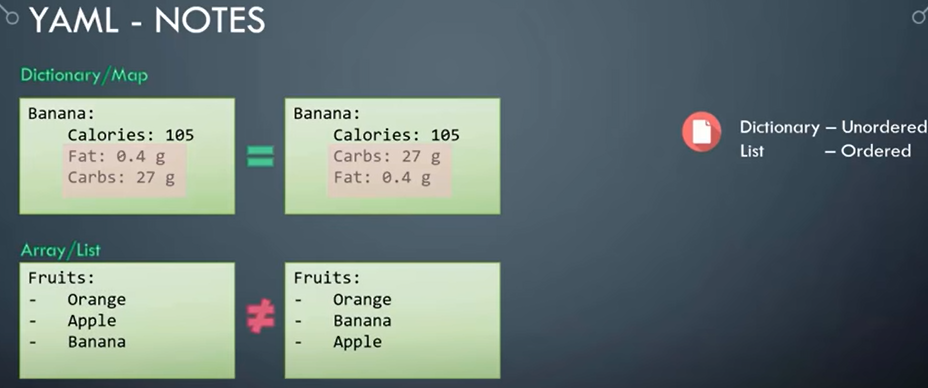 YAML - NOTES
Dictionary/Map
Banana:
Calories: 105
Fat: 0.4 g
Carbs: 27 g
=
Banana:
Calories: 105
Carbs: 27 g
Fat: 0.4 g
Dictionary – Unordered
List – Ordered
Array/List
Fruits:
- Orange
- Apple
- Banana
≠
Fruits:
- Orange
- Banana
- Apple